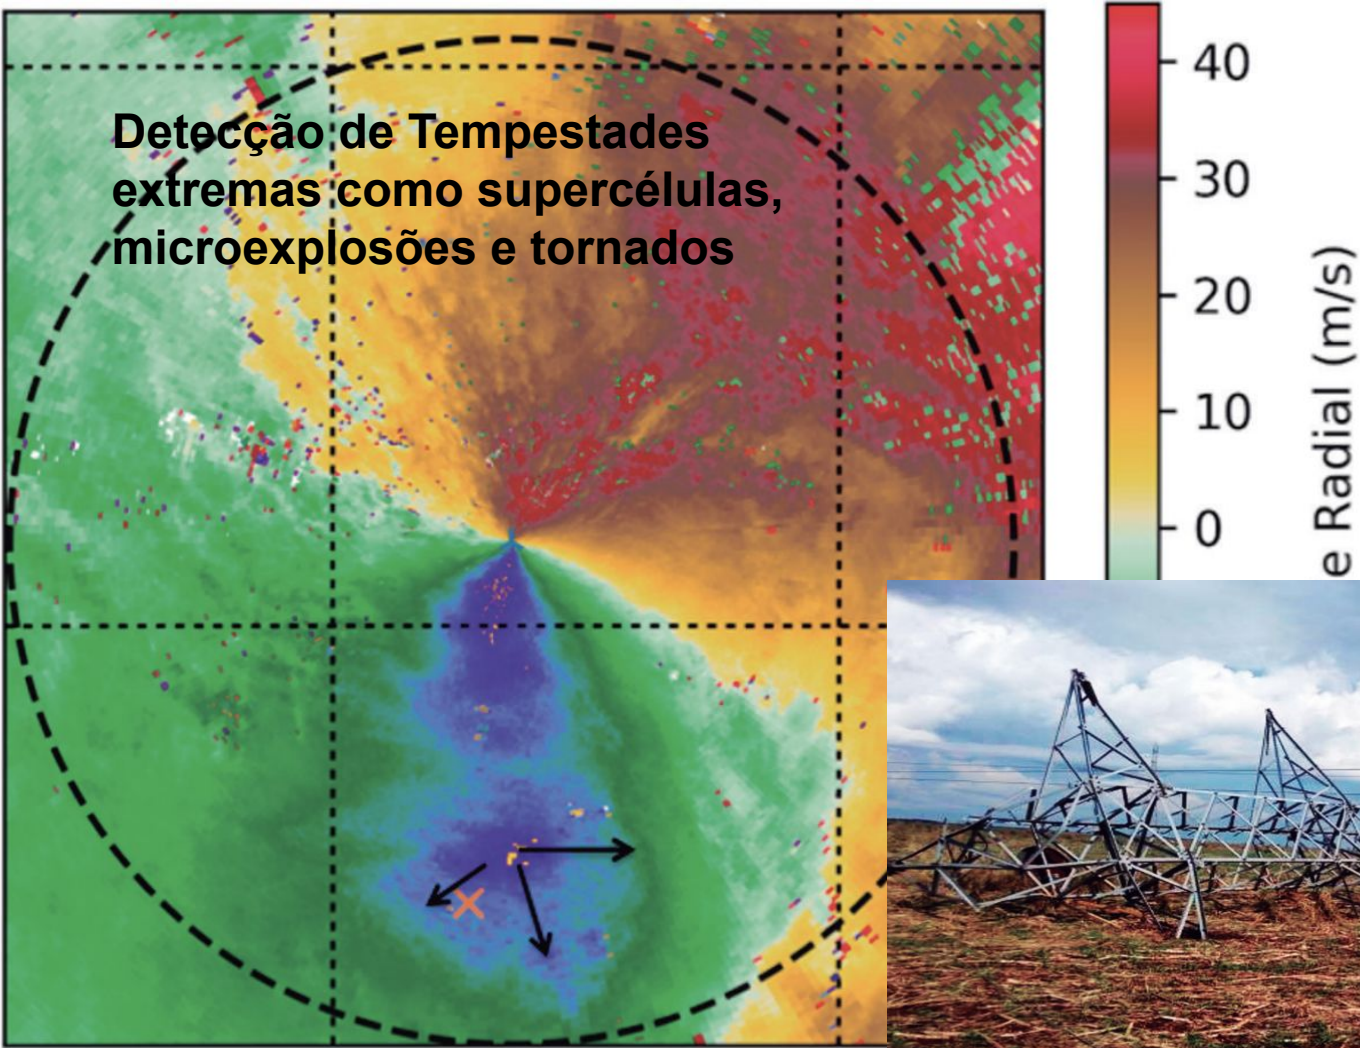 Detecção de Tempestades
extremas como supercélulas,
microexplosões e tornados
40
30
20
10
0
e Radial (m/s)